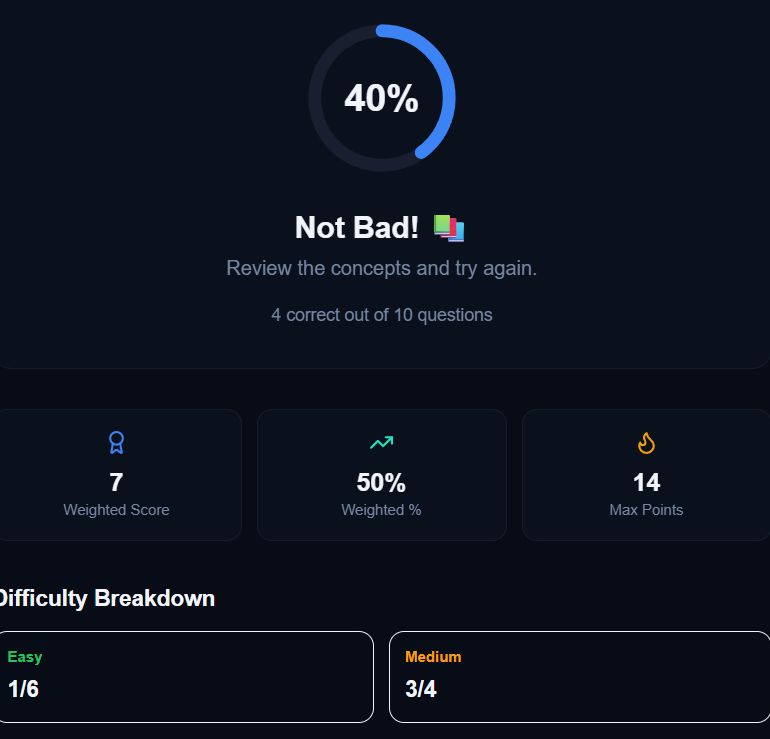 40%
Not Bad! 📚
Review the concepts and try again.
4 correct out of 10 questions
7
Weighted Score
50%
Weighted %
14
Max Points
Difficulty Breakdown
Easy
1/6
Medium
3/4